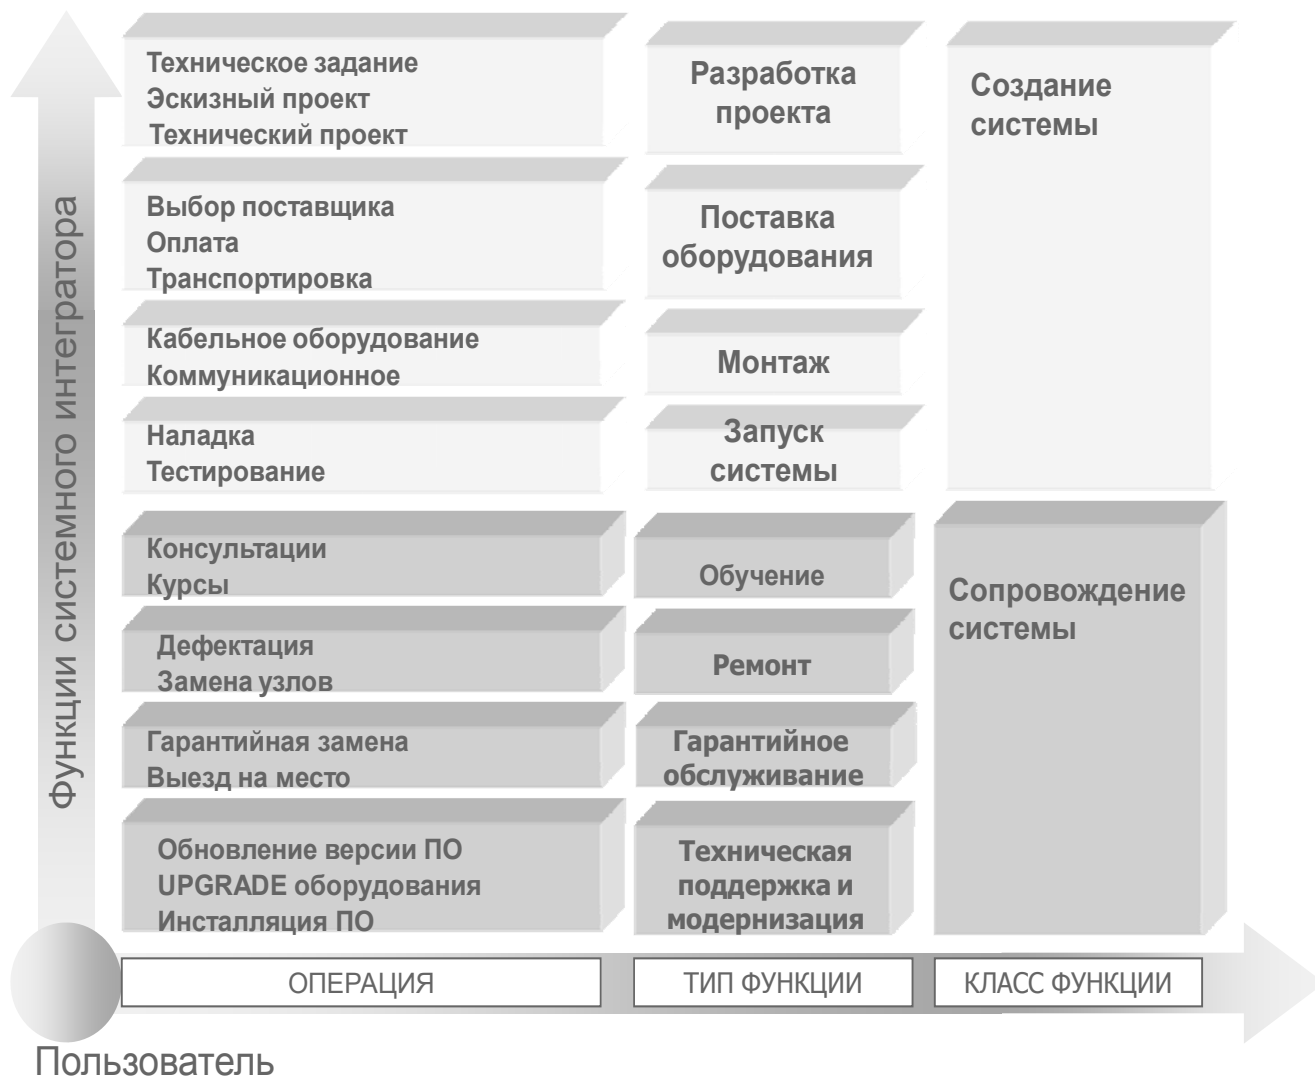 Функции системного интегратора
Техническое задание
Эскизный проект
Технический проект
Разработка
проекта
Создание
системы
Выбор поставщика
Оплата
Транспортировка
Поставка
оборудования
Кабельное оборудование
Коммуникационное
Монтаж
Наладка
Тестирование
Запуск
системы
Консультации
Курсы
Обучение
Сопровождение
системы
Дефектация
Замена узлов
Ремонт
Гарантийная замена
Выезд на место
Гарантийное
обслуживание
Обновление версии ПО
UPGRADE оборудования
Инсталляция ПО
Техническая
поддержка и
модернизация
ОПЕРАЦИЯ
ТИП ФУНКЦИИ
КЛАСС ФУНКЦИИ
Пользователь